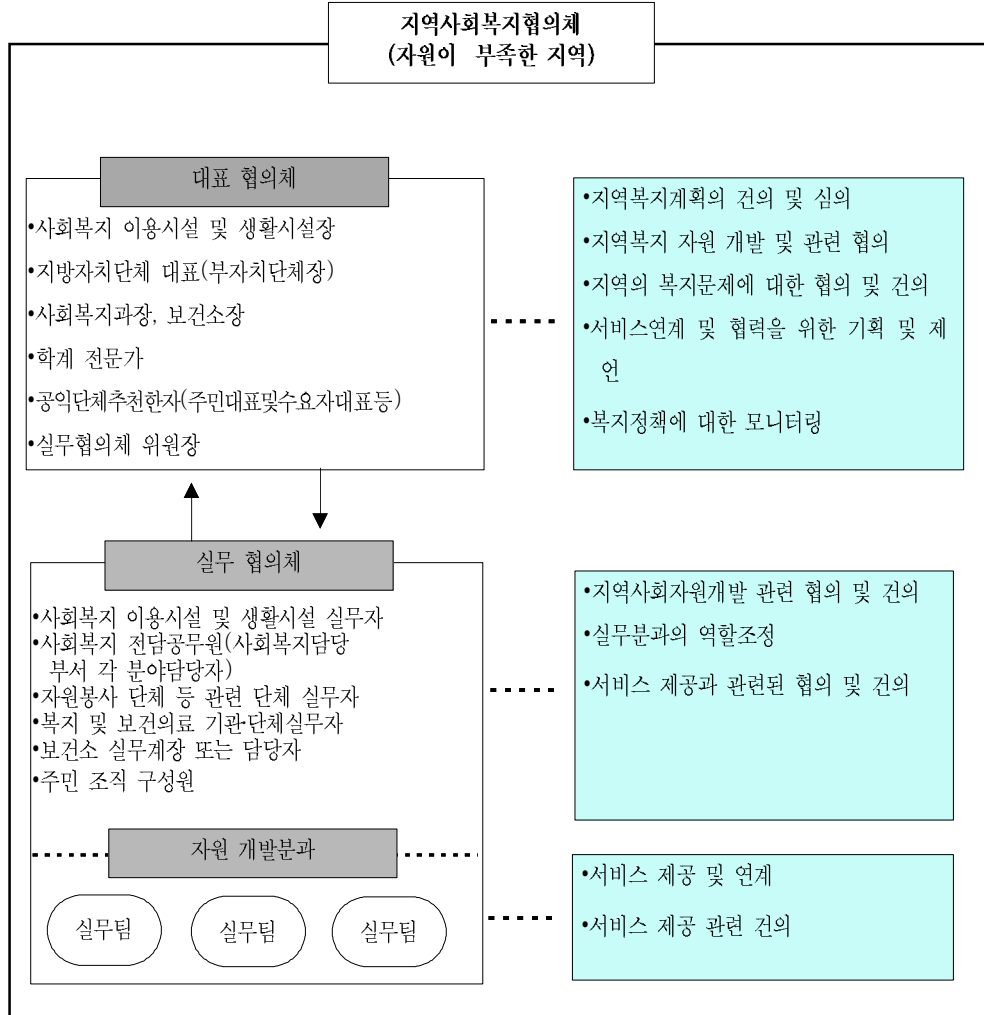 지역사회복지협의체
(자원이 부족한 지역)
대표 협의체
•사회복지 이용시설 및 생활시설장
•지방자치단체 대표(부자치단체장)
•사회복지과장, 보건소장
•학계 전문가
•공익단체추천한자(주민대표및수요자대표등)
•실무협의체 위원장
•지역복지계획의 건의 및 심의
•지역복지 자원 개발 및 관련 협의
•지역의 복지문제에 대한 협의 및 건의
•서비스연계 및 협력을 위한 기획 및 제
언
•복지정책에 대한 모니터링
실무 협의체
•사회복지 이용시설 및 생활시설 실무자
•사회복지 전담공무원(사회복지담당
부서 각 분야담당자)
•자원봉사 단체 등 관련 단체 실무자
•복지 및 보건의료 기관·단체실무자
•보건소 실무계장 또는 담당자
•주민 조직 구성원
•지역사회자원개발 관련 협의 및 건의
•실무분과의 역할조정
•서비스 제공과 관련된 협의 및 건의
자원 개발분과
실무팀
실무팀
실무팀
•서비스 제공 및 연계
•서비스 제공 관련 건의